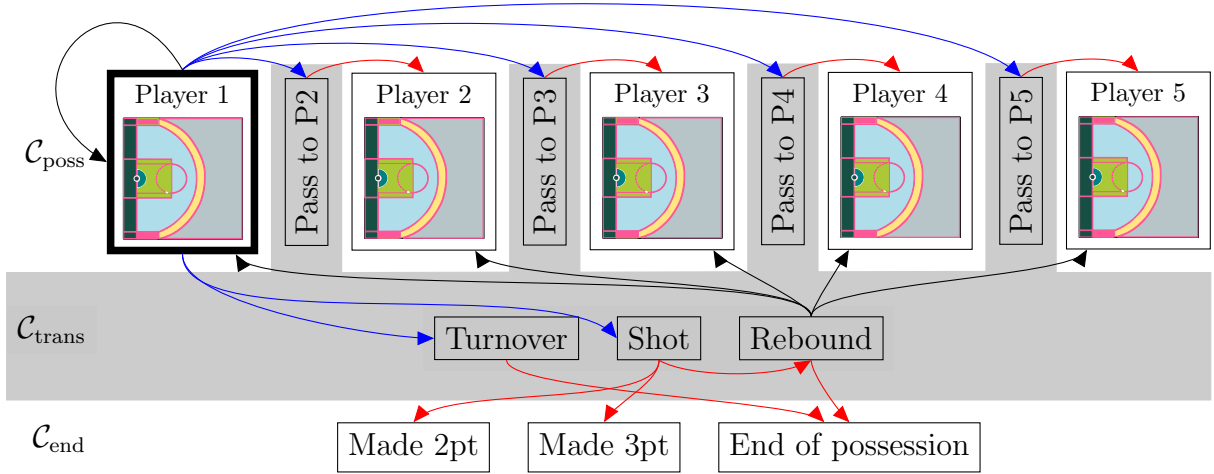 Player 1
Pass to P2
Player 2
Pass to P3
Player 3
Pass to P4
Player 4
Pass to P5
Player 5
𝒞poss
𝒞trans
Turnover
Shot
Rebound
𝒞end
Made 2pt
Made 3pt
End of possession